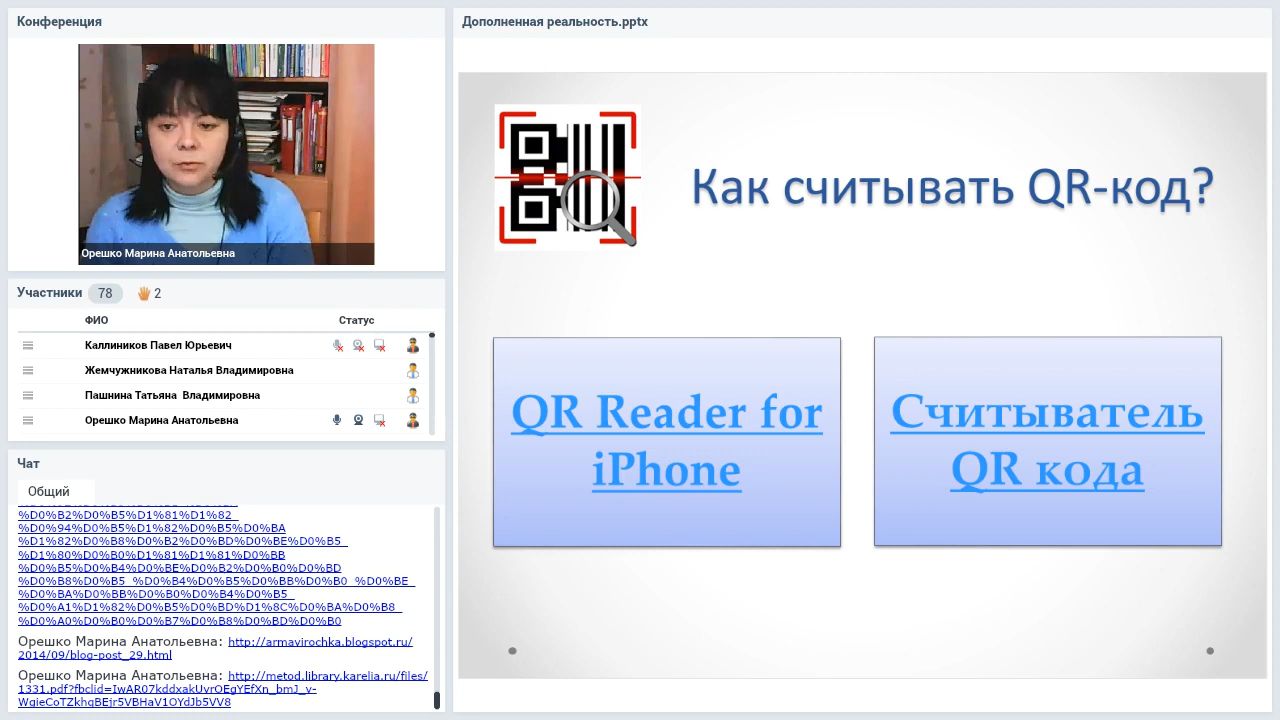 Конференция
Орешко Марина Анатольевна
Участники 78 2
ФИО Статус
Каллиников Павел Юрьевич
Жемчужникова Наталья Владимировна
Пашнина Татьяна Владимировна
Орешко Марина Анатольевна
Чат
Общий
%D0%B2%D0%B5%D1%81%D1%82_
%D0%94%D0%B5%D1%82%D0%B5%D0%BA
%D1%82%D0%B8%D0%B2%D0%BD%D0%BE%D0%B5_
%D1%80%D0%B0%D1%81%D1%81%D0%BB
%D0%B5%D0%B4%D0%BE%D0%B2%D0%B0%D0%BD
%D0%B8%D0%B5_%D0%B4%D0%B5%D0%BB%D0%B0_%D0%BE_
%D0%BA%D0%BB%D0%B0%D0%B4%D0%B5_
%D0%A1%D1%82%D0%B5%D0%BD%D1%8C%D0%BA%D0%B8_
%D0%A0%D0%B0%D0%B7%D0%B8%D0%BD%D0%B0
Орешко Марина Анатольевна: http://armavirochka.blogspot.ru/
2014/09/blog-post_29.html
Орешко Марина Анатольевна: http://metod.library.karelia.ru/files/
1331.pdf?fbclid=IwAR07kddxakUvrOEgYEfXn_bmJ_v-
WgieCoTZkhqBEjr5VBHaV1OYdJb5VV8
Дополненная реальность.pptx
Как считывать QR-код?
QR Reader for
iPhone
Считыватель
QR кода